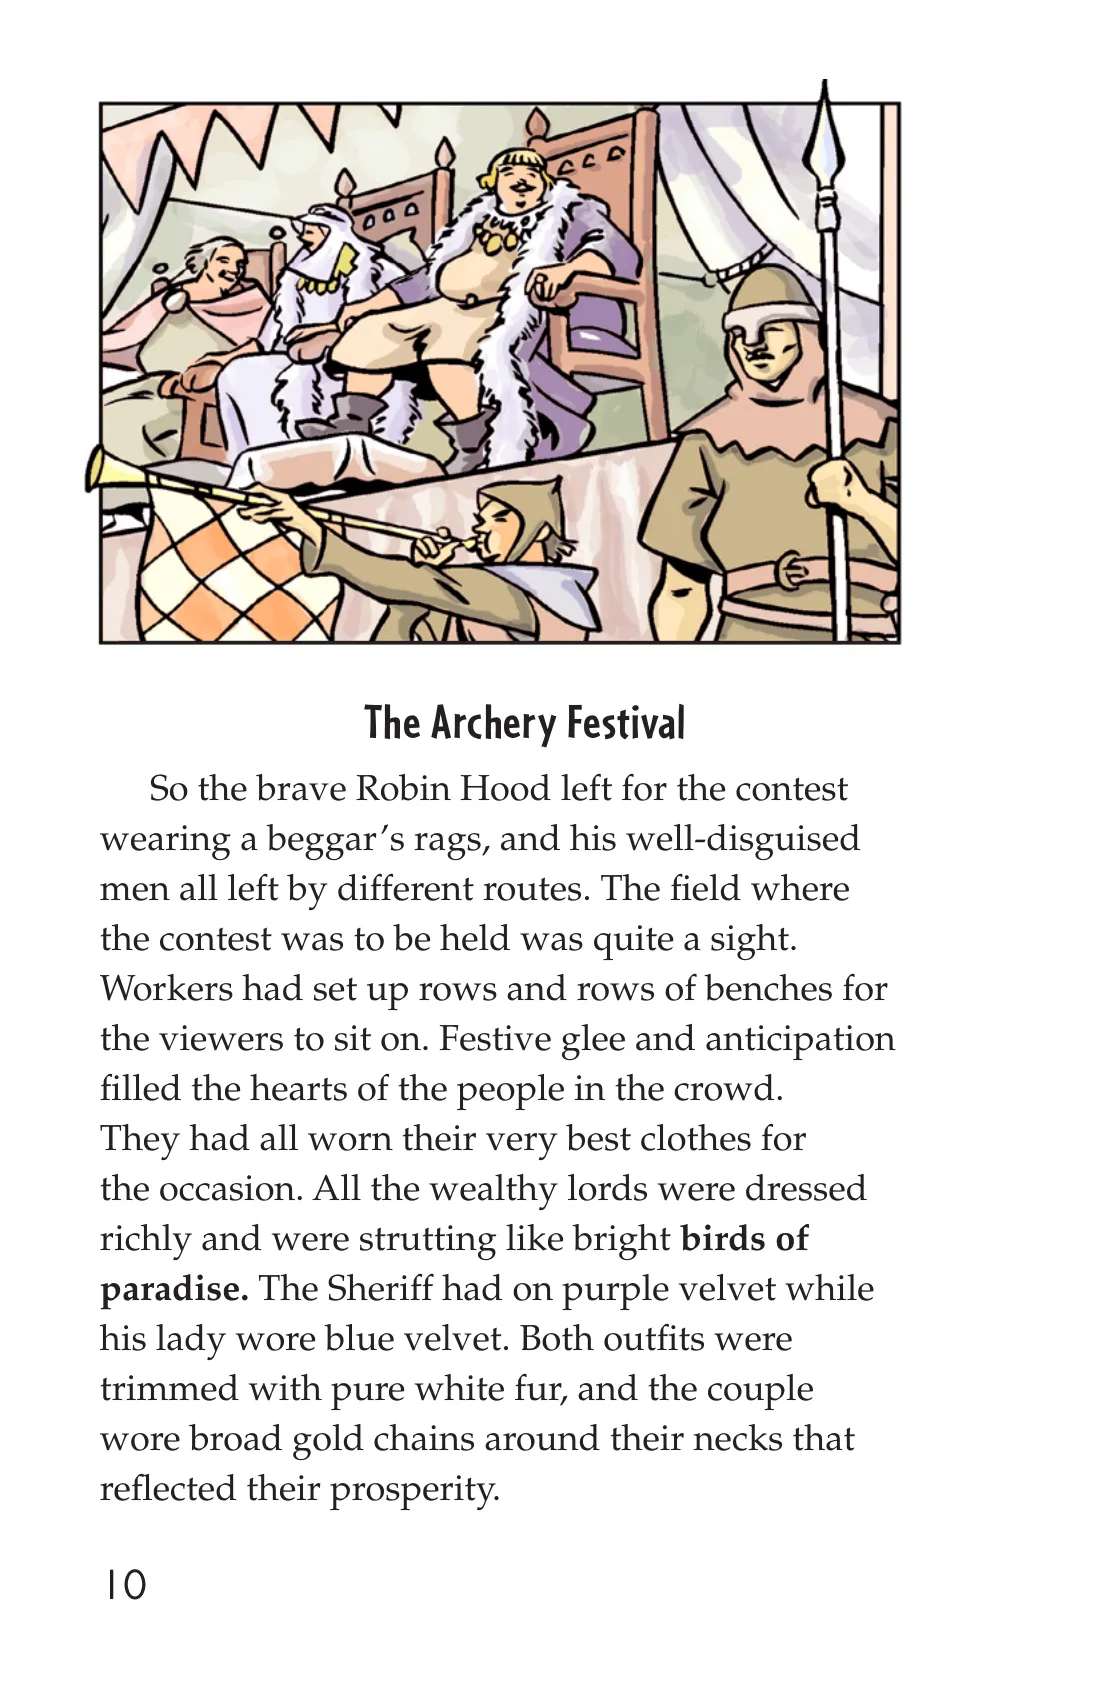 The Archery Festival
So the brave Robin Hood left for the contest
wearing a beggar’s rags, and his well-disguised
men all left by different routes. The field where
the contest was to be held was quite a sight.
Workers had set up rows and rows of benches for
the viewers to sit on. Festive glee and anticipation
filled the hearts of the people in the crowd.
They had all worn their very best clothes for
the occasion. All the wealthy lords were dressed
richly and were strutting like bright birds of
paradise. The Sheriff had on purple velvet while
his lady wore blue velvet. Both outfits were
trimmed with pure white fur, and the couple
wore broad gold chains around their necks that
reflected their prosperity.
10